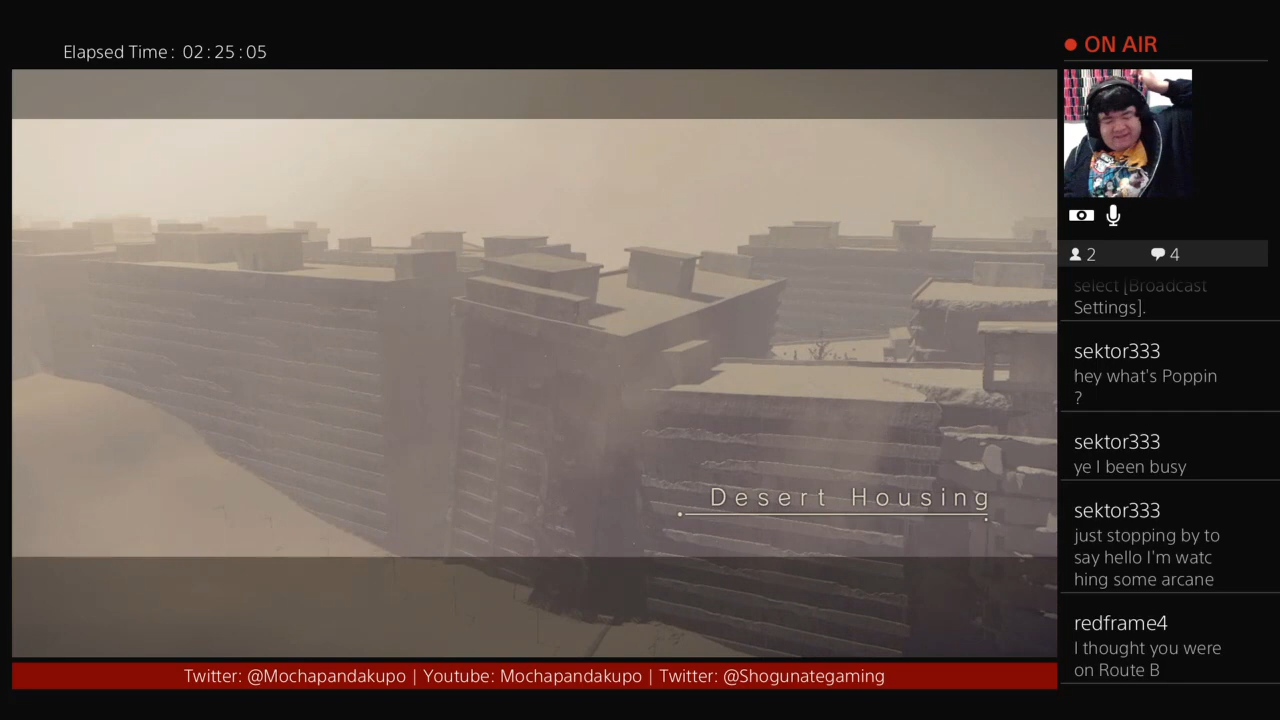 Elapsed Time: 02:25:05
ON AIR
2 4
select [Broadcast
Settings].
sektor333
hey what's Poppin
?
sektor333
ye I been busy
sektor333
just stopping by to
say hello I'm watc
hing some arcane
redframe4
I thought you were
on Route B
Desert Housing
Twitter: @Mochapandakupo | Youtube: Mochapandakupo | Twitter: @Shogunategaming